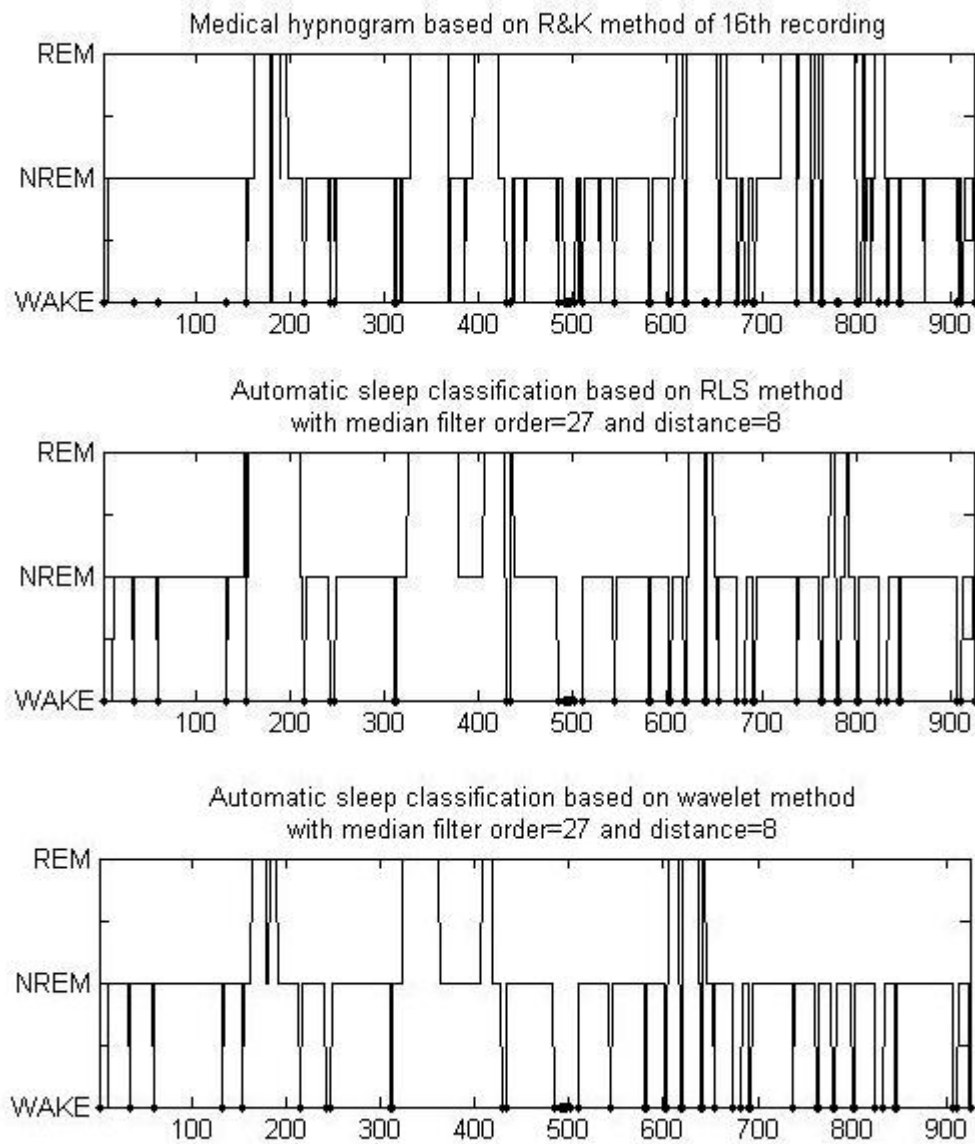 Medical hypnogram based on R&K method of 16th recording
REM
NREM
WAKE
100 200 300 400 500 600 700 800 900
Automatic sleep classification based on RLS method
with median filter order=27 and distance=8
REM
NREM
WAKE
100 200 300 400 500 600 700 800 900
Automatic sleep classification based on wavelet method
with median filter order=27 and distance=8
REM
NREM
WAKE
100 200 300 400 500 600 700 800 900